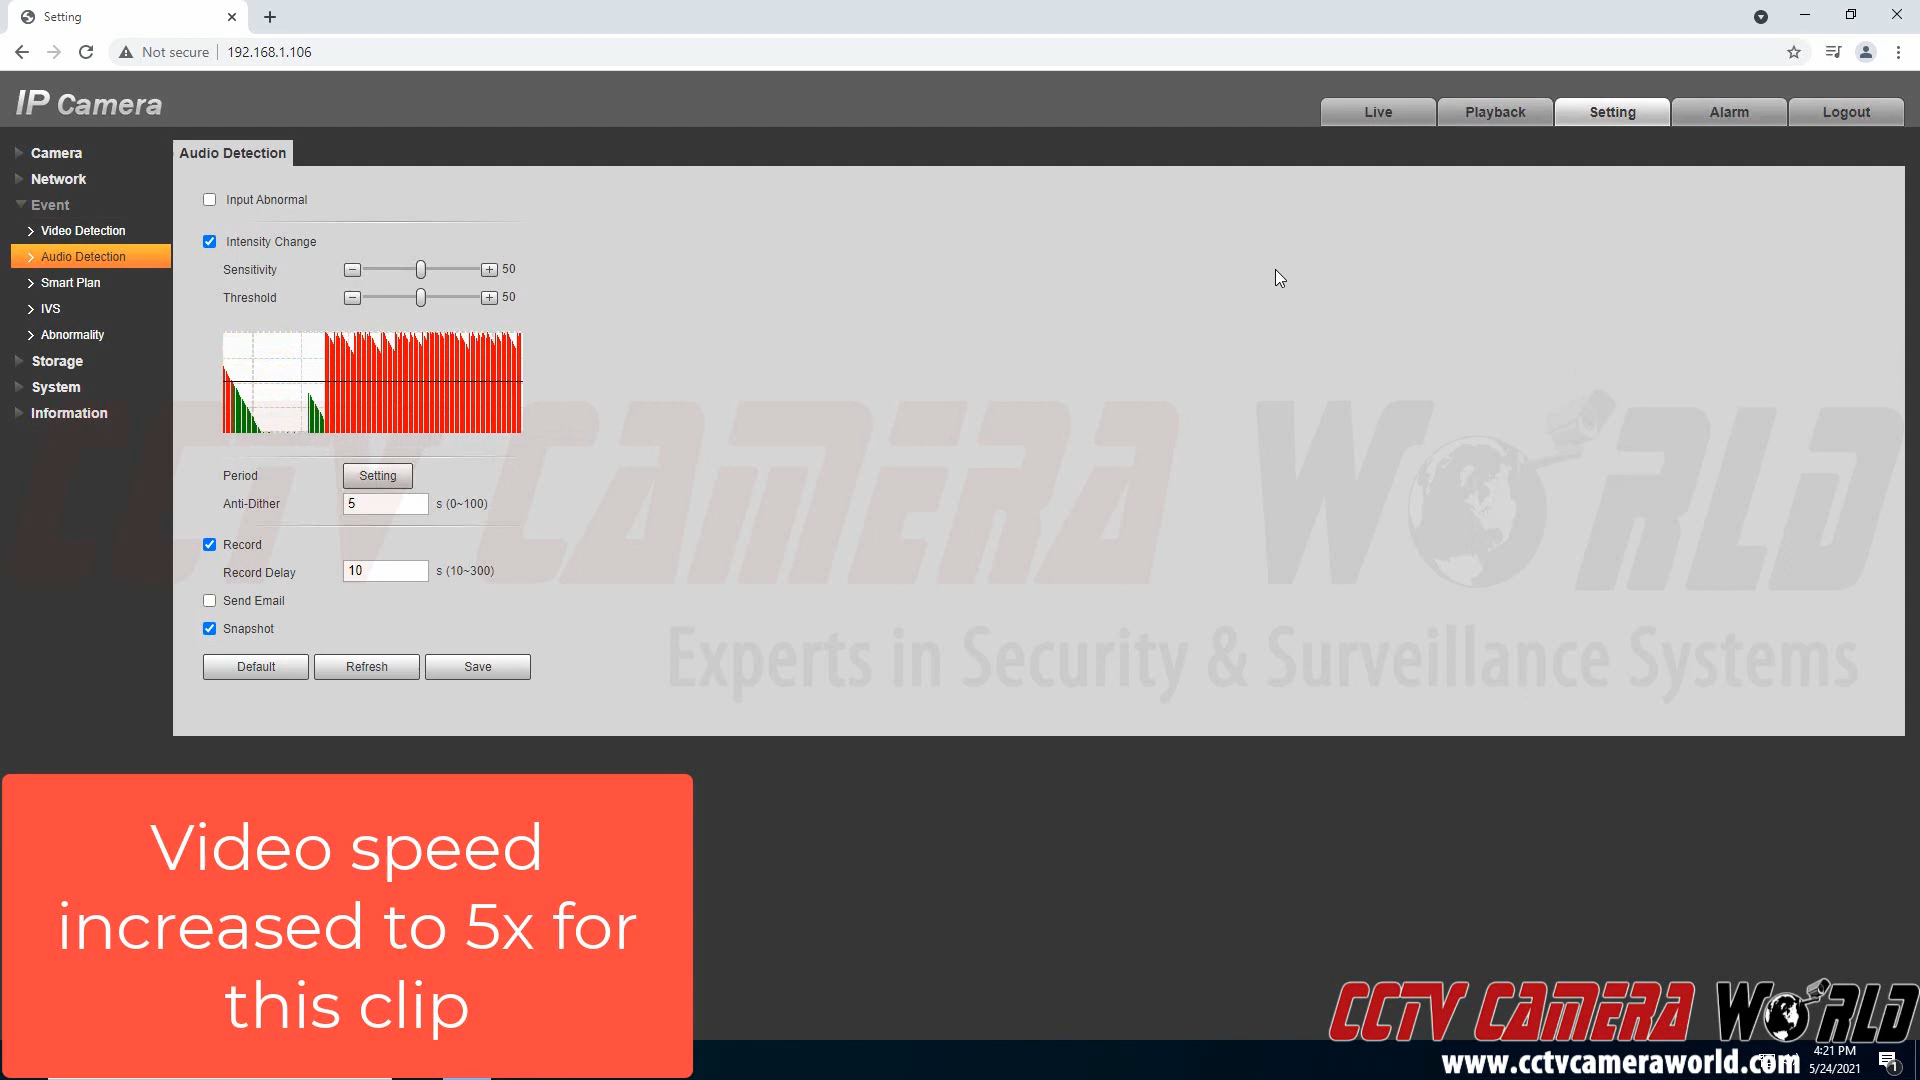 Setting
Not secure
192.168.1.106
IP Camera
Live
Playback
Setting
Alarm
Logout
Camera
Network
Event
Video Detection
Audio Detection
Smart Plan
IVS
Abnormality
Storage
System
Information
Audio Detection
Input Abnormal
Intensity Change
Sensitivity
50
Threshold
50
Period
Setting
Anti-Dither
5
s (0~100)
Record
Record Delay
10
s (10~300)
Send Email
Snapshot
Default
Refresh
Save
CCTV CAMERA WORLD
Experts in Security & Surveillance Systems
Video speed
increased to 5x for
this clip
CCTV CAMERA WORLD
www.cctvcameraworld.com
4:21 PM
5/24/2021
1